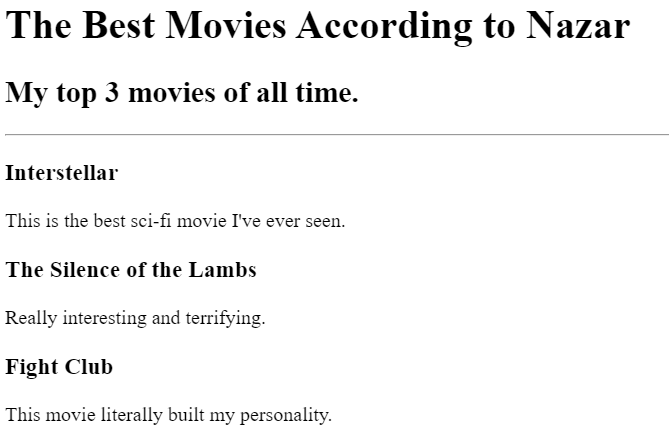 The Best Movies According to Nazar
My top 3 movies of all time.
Interstellar
This is the best sci-fi movie I've ever seen.
The Silence of the Lambs
Really interesting and terrifying.
Fight Club
This movie literally built my personality.